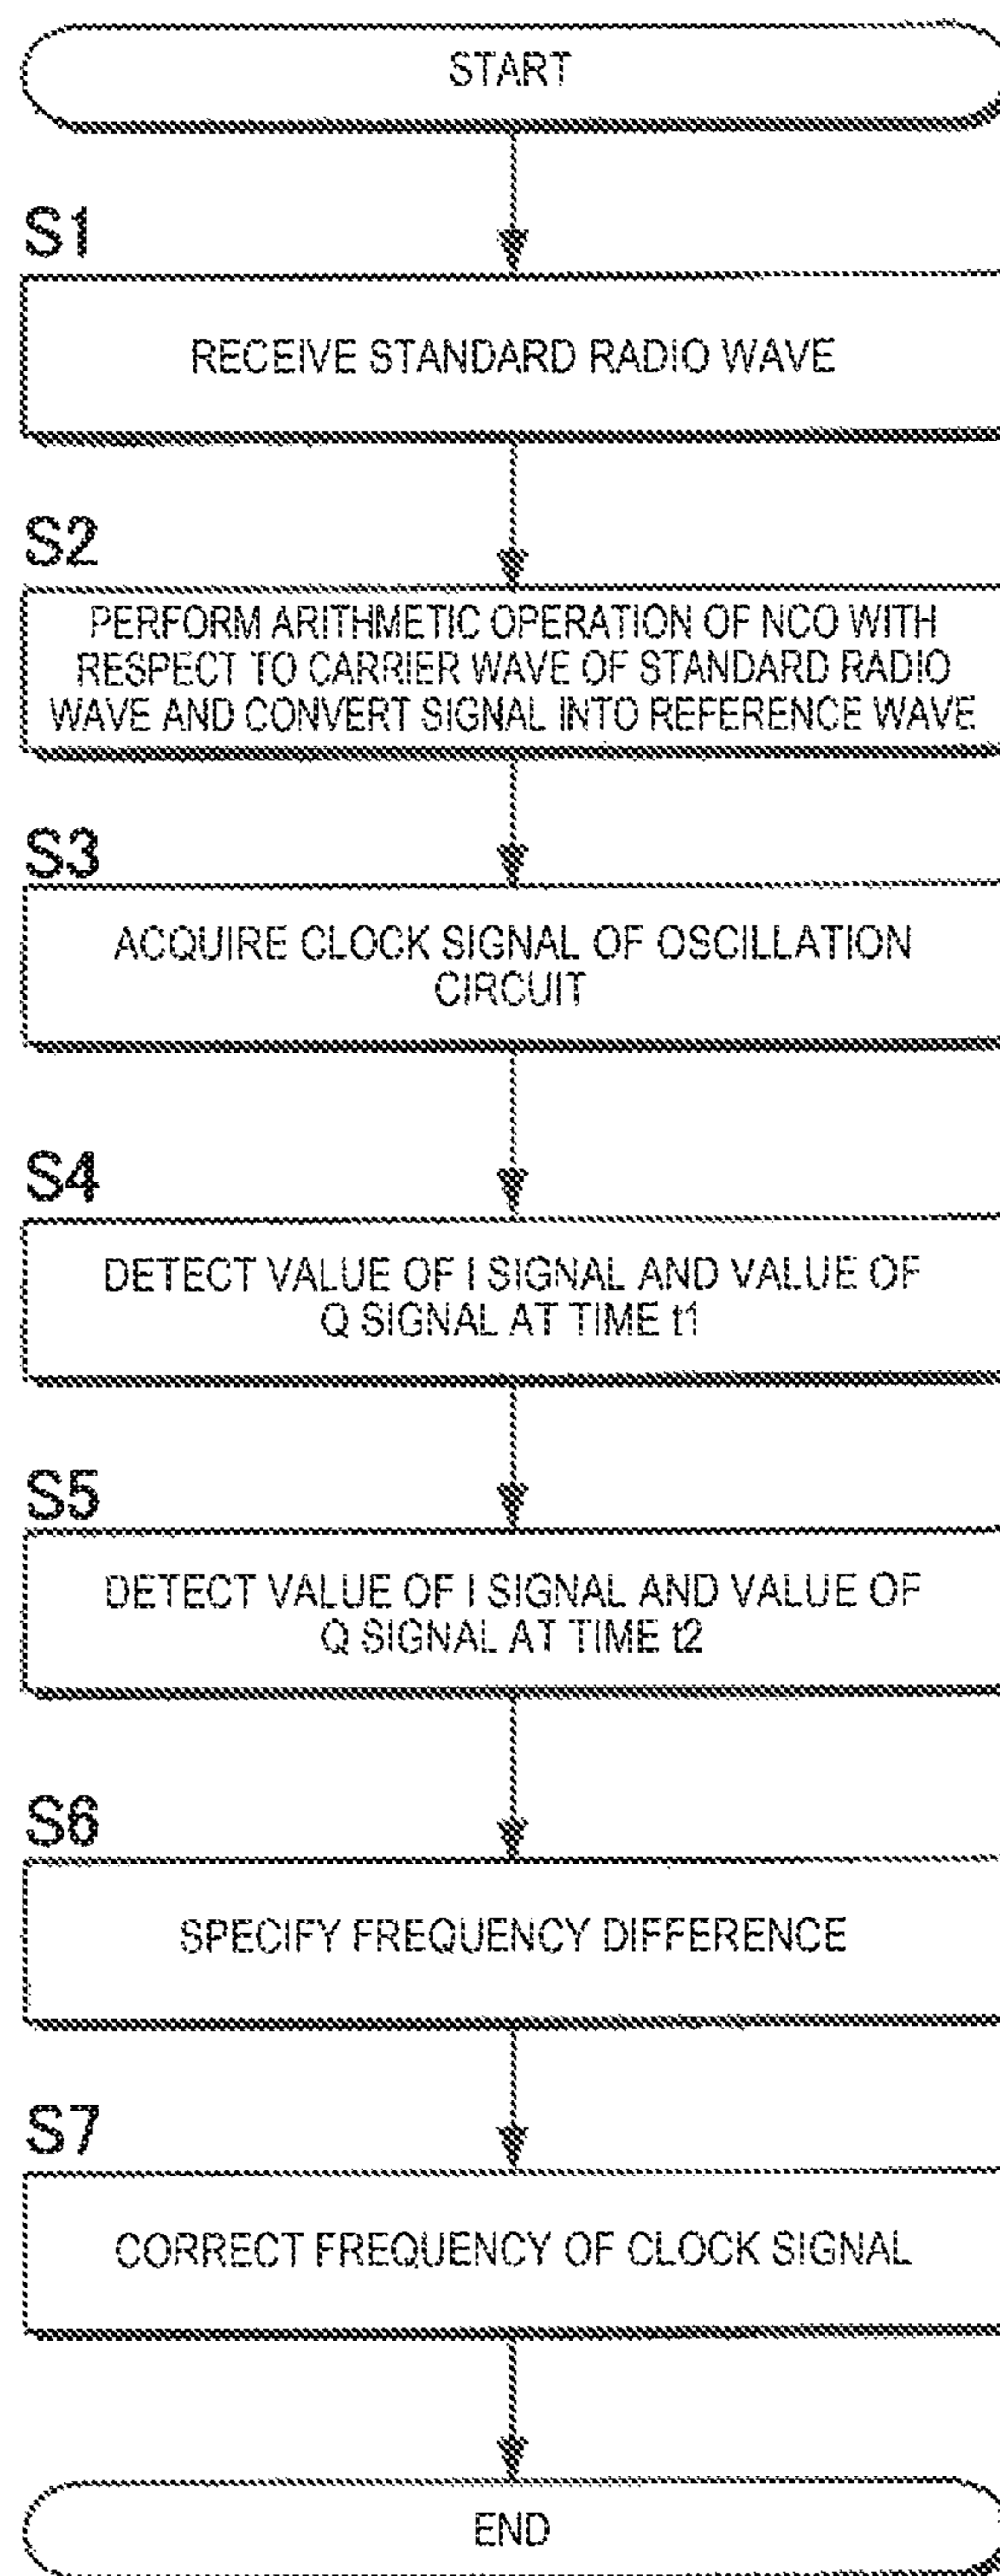 START
S1
RECEIVE STANDARD RADIO WAVE
S2
PERFORM ARITHMETIC OPERATION OF NCO WITH
RESPECT TO CARRIER WAVE OF STANDARD RADIO
WAVE AND CONVERT SIGNAL INTO REFERENCE WAVE
S3
ACQUIRE CLOCK SIGNAL OF OSCILLATION
CIRCUIT
S4
DETECT VALUE OF I SIGNAL AND VALUE OF
Q SIGNAL AT TIME t1
S5
DETECT VALUE OF I SIGNAL AND VALUE OF
Q SIGNAL AT TIME t2
S6
SPECIFY FREQUENCY DIFFERENCE
S7
CORRECT FREQUENCY OF CLOCK SIGNAL
END